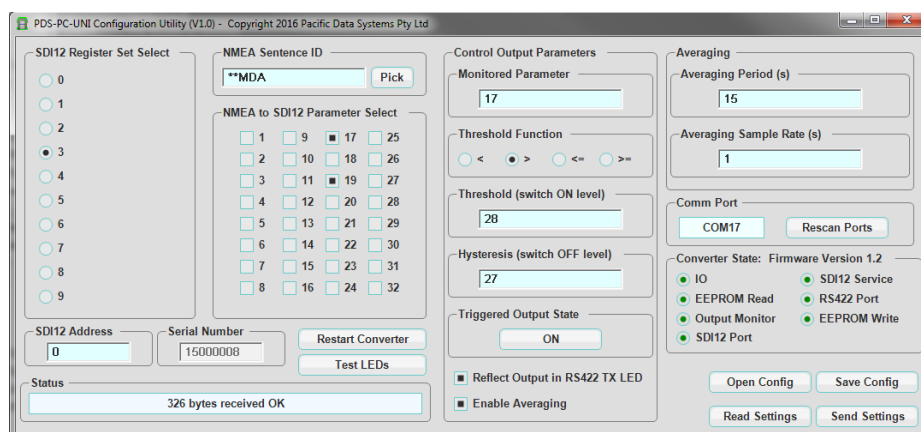 PDS-PC-UNI Configuration Utility (V1.0) - Copyright 2016 Pacific Data Systems Pty Ltd
SDI12 Register Set Select
0
1
2
3
4
5
6
7
8
9
SDI12 Address
0
Serial Number
15000008
Restart Converter
Test LEDs
Status
326 bytes received OK
NMEA Sentence ID
**MDA
Pick
NMEA to SDI12 Parameter Select
1 9 17 25
2 10 18 26
3 11 19 27
4 12 20 28
5 13 21 29
6 14 22 30
7 15 23 31
8 16 24 32
Control Output Parameters
Monitored Parameter
17
Threshold Function
< > <= >=
Threshold (switch ON level)
28
Hysteresis (switch OFF level)
27
Triggered Output State
ON
Reflect Output in RS422 TX LED
Enable Averaging
Averaging
Averaging Period (s)
15
Averaging Sample Rate (s)
1
Comm Port
COM17
Rescan Ports
Converter State: Firmware Version 1.2
IO SDI12 Service
EEPROM Read RS422 Port
Output Monitor EEPROM Write
SDI12 Port
Open Config Save Config
Read Settings Send Settings